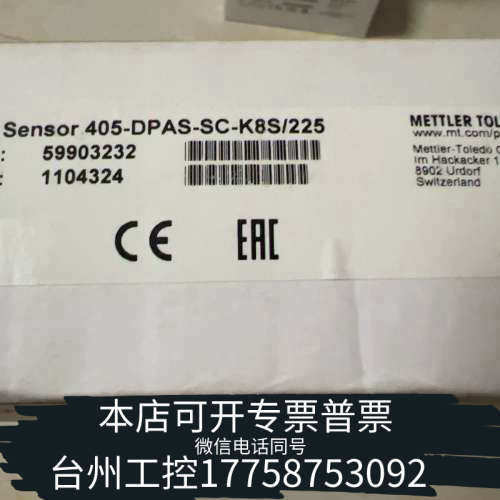 Sensor 405-DPAS-SC-K8S/225
METTLER TOL
: 59903232
www.mt.com/p
: 1104324
Mettler-Toledo
Im Hackacker 1
8902 Urdorf
Switzerland
CE
EAC
本店可开专票普票
微信电话同号
台州工控17758753092